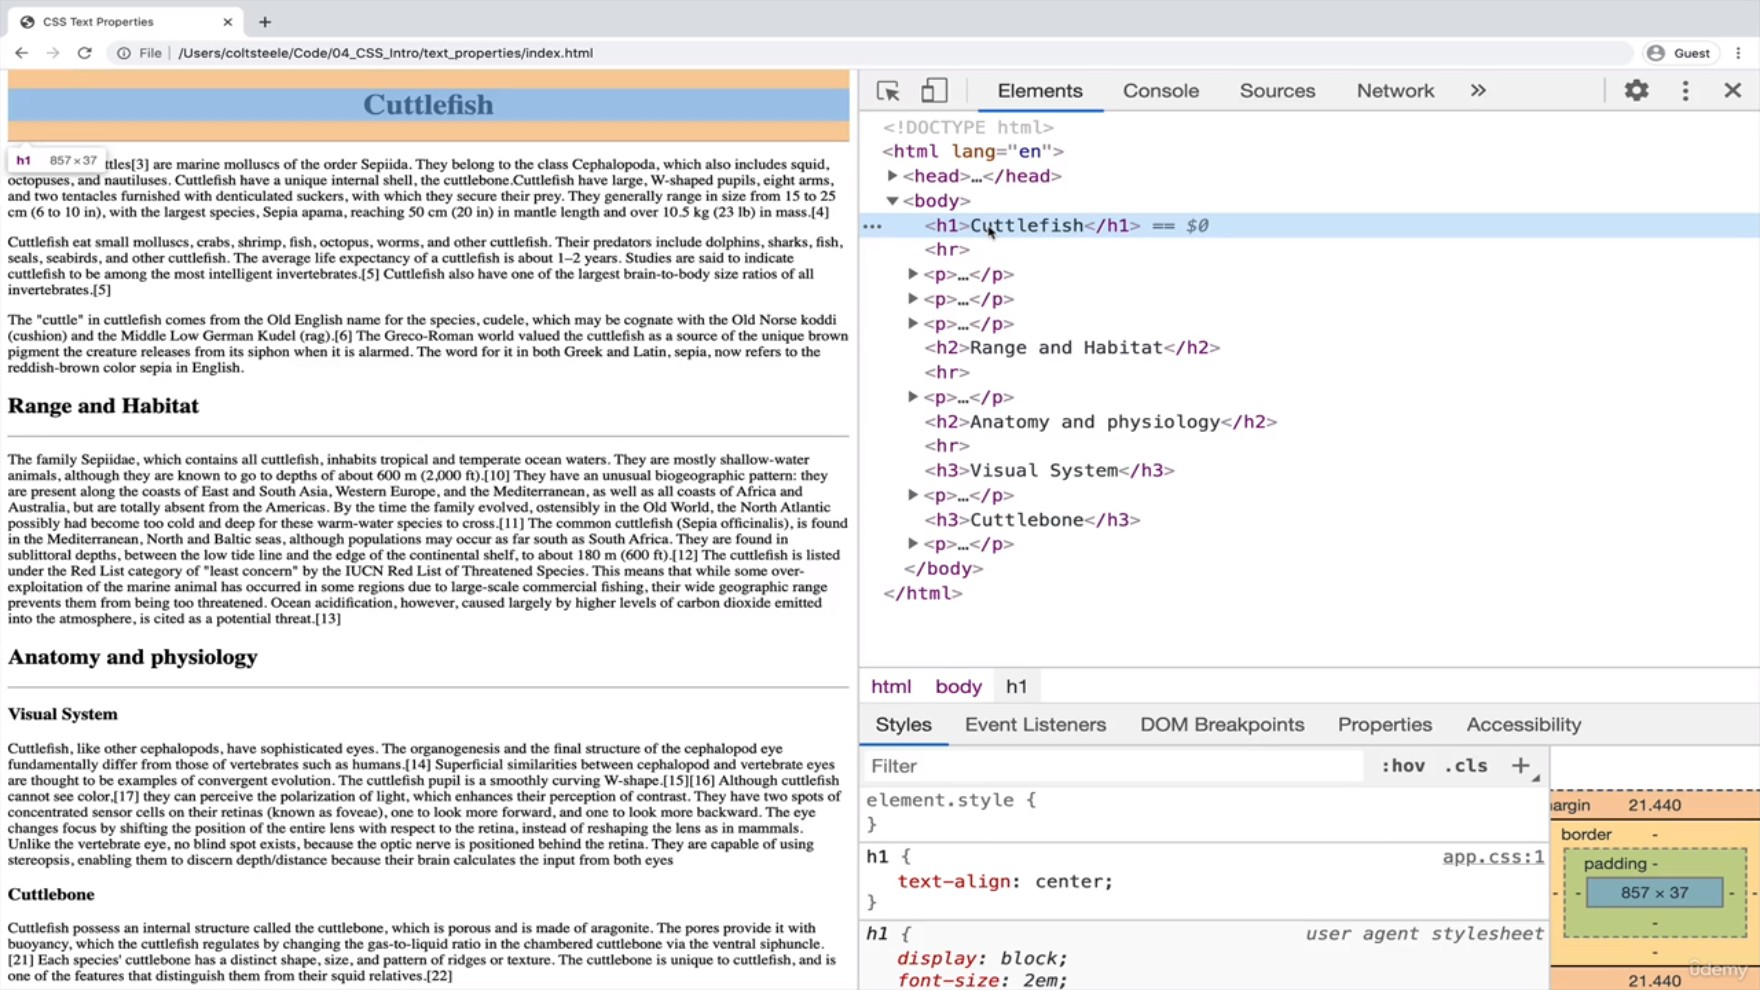 CSS Text Properties
File | /Users/coltsteele/Code/04_CSS_Intro/text_properties/index.html
Guest
Cuttlefish
h1 857 × 37
ttles[3] are marine molluscs of the order Sepiida. They belong to the class Cephalopoda, which also includes squid,
octopuses, and nautiluses. Cuttlefish have a unique internal shell, the cuttlebone.Cuttlefish have large, W-shaped pupils, eight arms,
and two tentacles furnished with denticulated suckers, with which they secure their prey. They generally range in size from 15 to 25
cm (6 to 10 in), with the largest species, Sepia apama, reaching 50 cm (20 in) in mantle length and over 10.5 kg (23 lb) in mass.[4]
Cuttlefish eat small molluscs, crabs, shrimp, fish, octopus, worms, and other cuttlefish. Their predators include dolphins, sharks, fish,
seals, seabirds, and other cuttlefish. The average life expectancy of a cuttlefish is about 1–2 years. Studies are said to indicate
cuttlefish to be among the most intelligent invertebrates.[5] Cuttlefish also have one of the largest brain-to-body size ratios of all
invertebrates.[5]
The "cuttle" in cuttlefish comes from the Old English name for the species, cudele, which may be cognate with the Old Norse koddi
(cushion) and the Middle Low German Kudel (rag).[6] The Greco-Roman world valued the cuttlefish as a source of the unique brown
pigment the creature releases from its siphon when it is alarmed. The word for it in both Greek and Latin, sepia, now refers to the
reddish-brown color sepia in English.
Range and Habitat
The family Sepiidae, which contains all cuttlefish, inhabits tropical and temperate ocean waters. They are mostly shallow-water
animals, although they are known to go to depths of about 600 m (2,000 ft).[10] They have an unusual biogeographic pattern: they
are present along the coasts of East and South Asia, Western Europe, and the Mediterranean, as well as all coasts of Africa and
Australia, but are totally absent from the Americas. By the time the family evolved, ostensibly in the Old World, the North Atlantic
possibly had become too cold and deep for these warm-water species to cross.[11] The common cuttlefish (Sepia officinalis), is found
in the Mediterranean, North and Baltic seas, although populations may occur as far south as South Africa. They are found in
sublittoral depths, between the low tide line and the edge of the continental shelf, to about 180 m (600 ft).[12] The cuttlefish is listed
under the Red List category of "least concern" by the IUCN Red List of Threatened Species. This means that while some over-
exploitation of the marine animal has occurred in some regions due to large-scale commercial fishing, their wide geographic range
prevents them from being too threatened. Ocean acidification, however, caused largely by higher levels of carbon dioxide emitted
into the atmosphere, is cited as a potential threat.[13]
Anatomy and physiology
Visual System
Cuttlefish, like other cephalopods, have sophisticated eyes. The organogenesis and the final structure of the cephalopod eye
fundamentally differ from those of vertebrates such as humans.[14] Superficial similarities between cephalopod and vertebrate eyes
are thought to be examples of convergent evolution. The cuttlefish pupil is a smoothly curving W-shape.[15][16] Although cuttlefish
cannot see color,[17] they can perceive the polarization of light, which enhances their perception of contrast. They have two spots of
concentrated sensor cells on their retinas (known as foveae), one to look more forward, and one to look more backward. The eye
changes focus by shifting the position of the entire lens with respect to the retina, instead of reshaping the lens as in mammals.
Unlike the vertebrate eye, no blind spot exists, because the optic nerve is positioned behind the retina. They are capable of using
stereopsis, enabling them to discern depth/distance because their brain calculates the input from both eyes
Cuttlebone
Cuttlefish possess an internal structure called the cuttlebone, which is porous and is made of aragonite. The pores provide it with
buoyancy, which the cuttlefish regulates by changing the gas-to-liquid ratio in the chambered cuttlebone via the ventral siphuncle.
[21] Each species' cuttlebone has a distinct shape, size, and pattern of ridges or texture. The cuttlebone is unique to cuttlefish, and is
one of the features that distinguish them from their squid relatives.[22]
Elements Console Sources Network »
<!DOCTYPE html>
<html lang="en">
<head>…</head>
<body>
<h1>Cuttlefish</h1> == $0
<hr>
<p>…</p>
<p>…</p>
<p>…</p>
<h2>Range and Habitat</h2>
<hr>
<p>…</p>
<h2>Anatomy and physiology</h2>
<hr>
<h3>Visual System</h3>
<p>…</p>
<h3>Cuttlebone</h3>
<p>…</p>
</body>
</html>
html body h1
Styles Event Listeners DOM Breakpoints Properties Accessibility
Filter :hov .cls +
element.style {
}
h1 { app.css:1
text-align: center;
}
h1 { user agent stylesheet
display: block;
font-size: 2em;
argin 21.440
border -
padding -
- - 857 × 37 - -
-
-
21.440
ûdemy